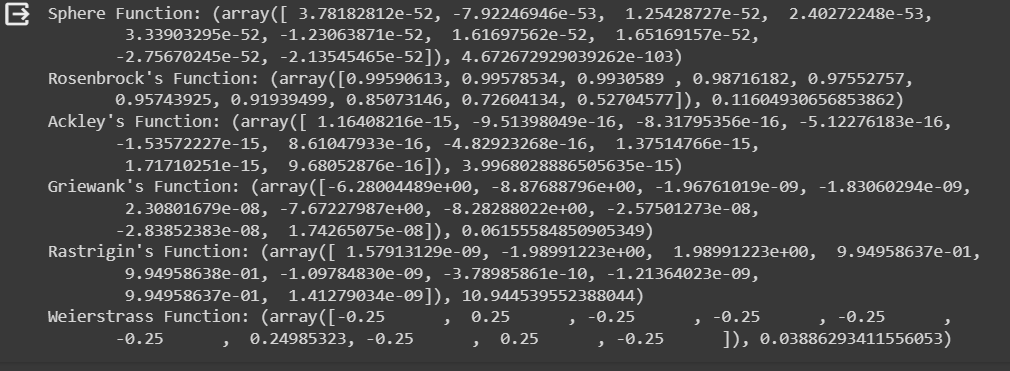 Sphere Function: (array([ 3.78182812e-52, -7.92246946e-53,  1.25428727e-52,  2.40272248e-53,
        3.33903295e-52, -1.23063871e-52,  1.61697562e-52,  1.65169157e-52,
       -2.75670245e-52, -2.13545465e-52]), 4.672672929039262e-103)
Rosenbrock's Function: (array([0.99590613, 0.99578534, 0.9930589 , 0.98716182, 0.97552757,
       0.95743925, 0.91939499, 0.85073146, 0.72604134, 0.52704577]), 0.11604930656853862)
Ackley's Function: (array([ 1.16408216e-15, -9.51398049e-16, -8.31795356e-16, -5.12276183e-16,
       -1.53572227e-15,  8.61047933e-16, -4.82923268e-16,  1.37514766e-15,
        1.71710251e-15,  9.68052876e-16]), 3.9968028886505635e-15)
Griewank's Function: (array([-6.28004489e+00, -8.87688796e+00, -1.96761019e-09, -1.83060294e-09,
        2.30801679e-08, -7.67227987e+00, -8.28288022e+00, -2.57501273e-08,
       -2.83852383e-08,  1.74265075e-08]), 0.06155584850905349)
Rastrigin's Function: (array([ 1.57913129e-09, -1.98991223e+00,  1.98991223e+00,  9.94958637e-01,
        9.94958638e-01, -1.09784830e-09, -3.78985861e-10, -1.21364023e-09,
        9.94958637e-01,  1.41279034e-09]), 10.944539552388044)
Weierstrass Function: (array([-0.25      ,  0.25      , -0.25      , -0.25      , -0.25      ,
       -0.25      ,  0.24985323, -0.25      ,  0.25      , -0.25      ]), 0.03886293411556053)